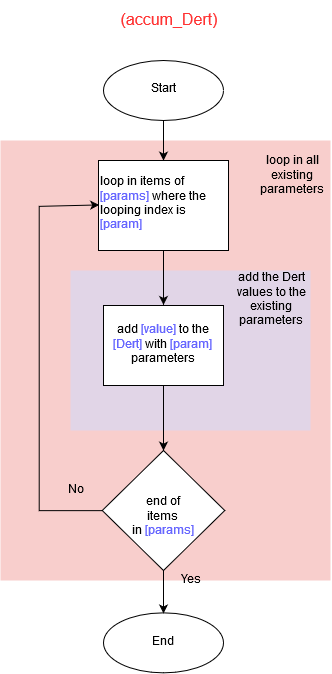 (accum_Dert)
Start
loop in all
existing
parameters
loop in items of
[params] where the
looping index is
[param]
add the Dert
values to the
existing
parameters
add [value] to the
[Dert] with [param]
parameters
No
end of
items
in [params]
Yes
End